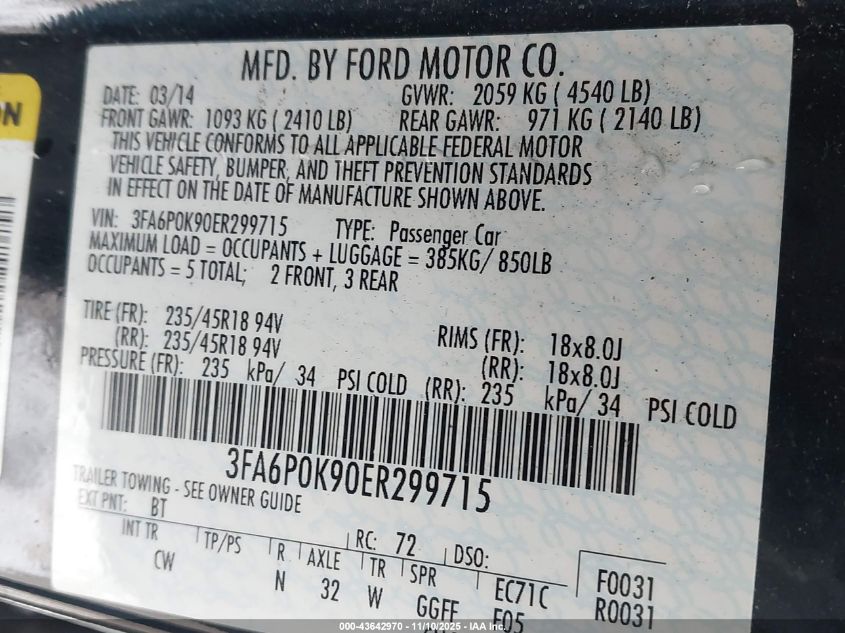 ON
MFD. BY FORD MOTOR CO.
DATE: 03/14 GVWR: 2059 KG ( 4540 LB)
FRONT GAWR: 1093 KG ( 2410 LB) REAR GAWR: 971 KG ( 2140 LB)
THIS VEHICLE CONFORMS TO ALL APPLICABLE FEDERAL MOTOR
VEHICLE SAFETY, BUMPER, AND THEFT PREVENTION STANDARDS
IN EFFECT ON THE DATE OF MANUFACTURE SHOWN ABOVE.
VIN: 3FA6P0K90ER299715 TYPE: Passenger Car
MAXIMUM LOAD = OCCUPANTS + LUGGAGE = 385KG/ 850LB
OCCUPANTS = 5 TOTAL; 2 FRONT, 3 REAR
TIRE (FR): 235/45R18 94V RIMS (FR): 18x8.0J
(RR): 235/45R18 94V (RR): 18x8.0J
PRESSURE (FR): 235 kPa/ 34 PSI COLD (RR): 235 kPa/ 34 PSI COLD
3FA6P0K90ER299715
TRAILER TOWING - SEE OWNER GUIDE
EXT PNT: BT RC: 72 DSO:
INT TR TP/PS R AXLE TR SPR EC71C F0031
CW N 32 W GGFF E05 R0031
000-43642970 - 11/10/2025 - IAA Inc.